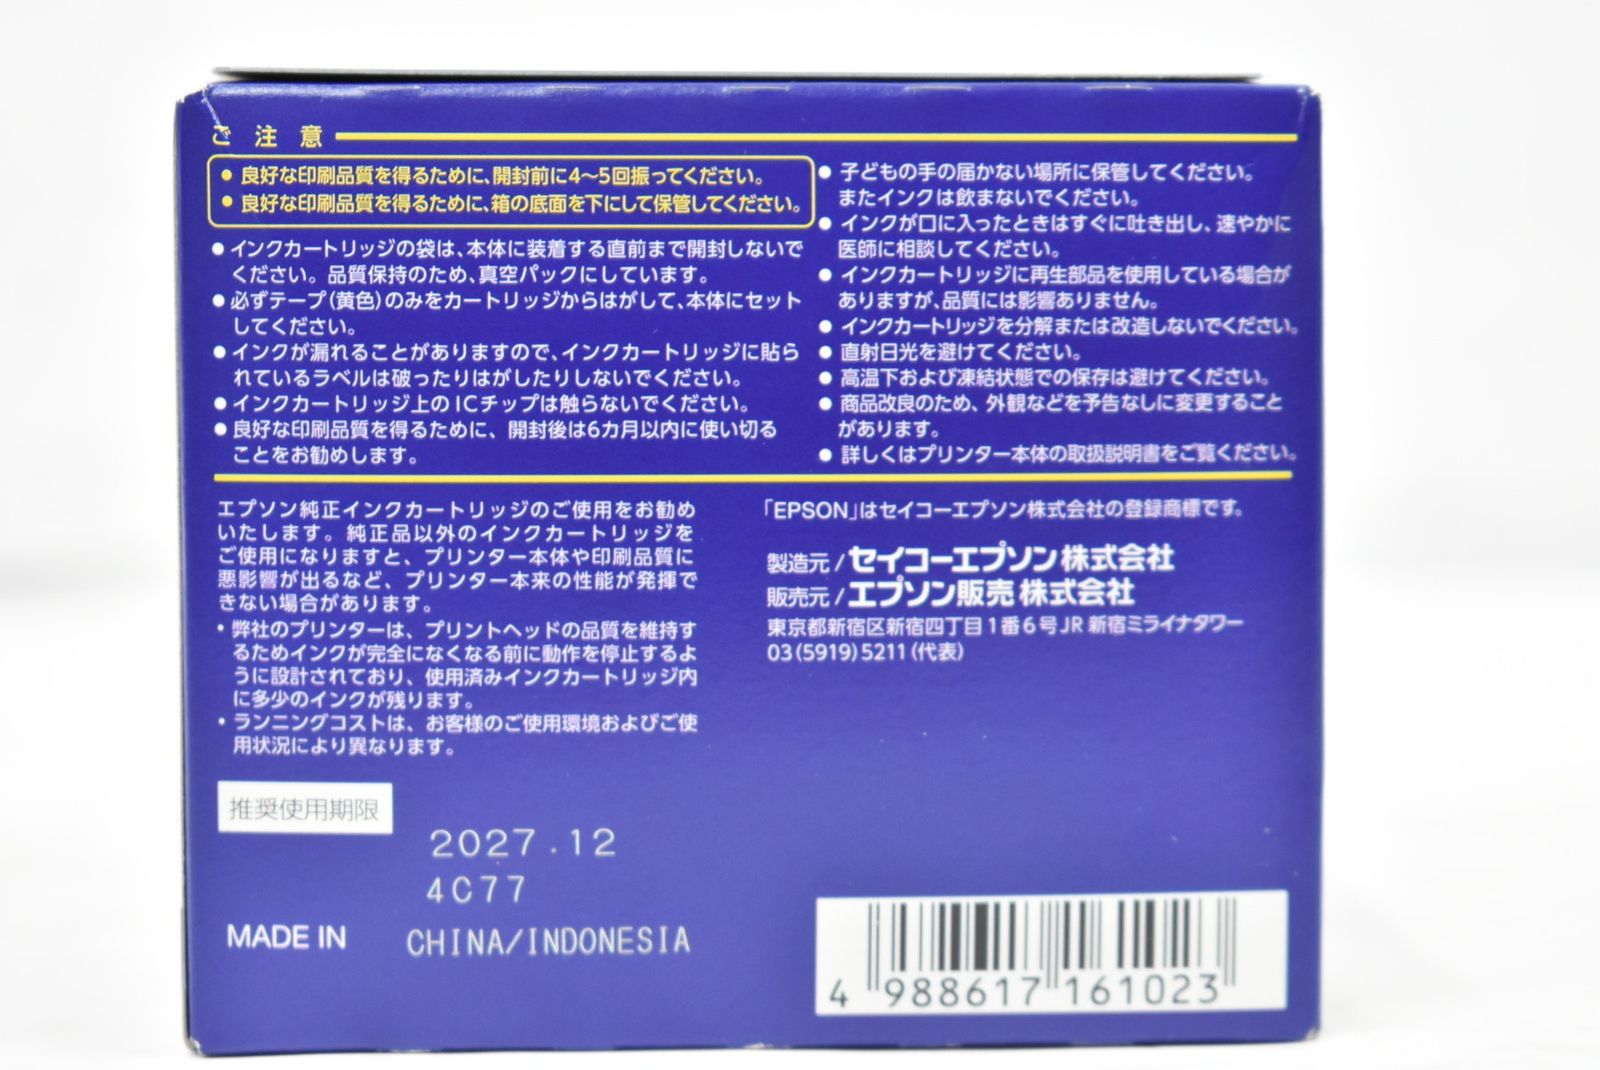 ご注意
● 良好な印刷品質を得るために、開封前に4〜5回振ってください。
● 良好な印刷品質を得るために、箱の底面を下にして保管してください。
● インクカートリッジの袋は、本体に装着する直前まで開封しないで
ください。品質保持のため、真空パックにしています。
● 必ずテープ(黄色)のみをカートリッジからはがして、本体にセット
してください。
● インクが漏れることがありますので、インクカートリッジに貼ら
れているラベルは破ったりはがしたりしないでください。
● インクカートリッジ上のICチップは触らないでください。
● 良好な印刷品質を得るために、開封後は6カ月以内に使い切る
ことをお勧めします。
● 子どもの手の届かない場所に保管してください。
またインクは飲まないでください。
● インクが口に入ったときはすぐに吐き出し、速やかに
医師に相談してください。
● インクカートリッジに再生部品を使用している場合が
ありますが、品質には影響ありません。
● インクカートリッジを分解または改造しないでください。
● 直射日光を避けてください。
● 高温下および凍結状態での保存は避けてください。
● 商品改良のため、外観などを予告なしに変更すること
があります。
● 詳しくはプリンター本体の取扱説明書をご覧ください。
エプソン純正インクカートリッジのご使用をお勧め
いたします。純正品以外のインクカートリッジを
ご使用になりますと、プリンター本体や印刷品質に
悪影響が出るなど、プリンター本来の性能が発揮で
きない場合があります。
・弊社のプリンターは、プリントヘッドの品質を維持す
るためインクが完全になくなる前に動作を停止するよ
うに設計されており、使用済みインクカートリッジ内
に多少のインクが残ります。
・ランニングコストは、お客様のご使用環境およびご使
用状況により異なります。
「EPSON」はセイコーエプソン株式会社の登録商標です。
製造元/セイコーエプソン株式会社
販売元/エプソン販売株式会社
東京都新宿区新宿四丁目1番6号JR新宿ミライナタワー
03(5919)5211(代表)
推奨使用期限
2027.12
4C77
MADE IN CHINA/INDONESIA
4 988617 161023